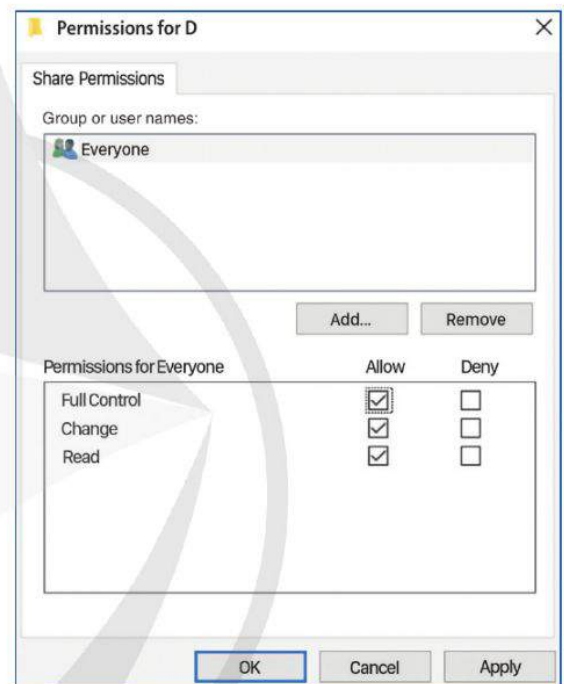 Permissions for D
Share Permissions
Group or user names:
Everyone
Add... Remove
Permissions for Everyone Allow Deny
Full Control
Change
Read
OK Cancel Apply